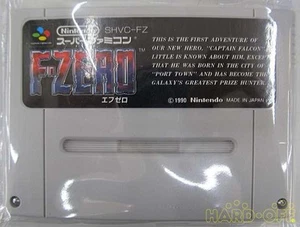 Nintendo SHVC-FZ
スーパーファミコン
F-ZERO™
エフゼロ
THIS IS THE FIRST ADVENTURE OF
OUR NEW HERO, "CAPTAIN FALCON"
LITTLE IS KNOWN ABOUT HIM, EXCEPT
THAT HE WAS BORN IN THE CITY OF
"PORT TOWN" AND HAS BECOME THE
GALAXY'S GREATEST PRIZE HUNTER.
© 1990 Nintendo MADE IN JAPAN
HARD-OFF